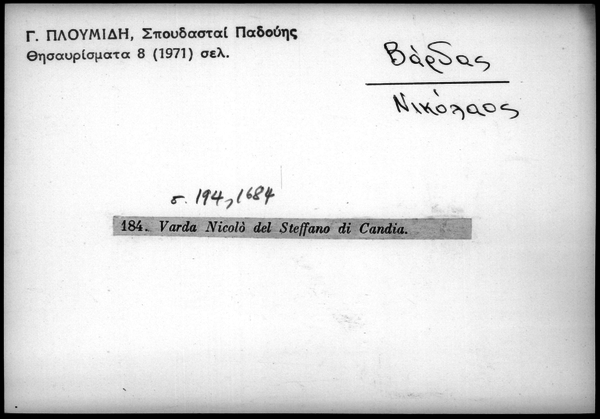 Γ. ΠΛΟΥΜΙΔΗ, Σπουδασταί Παδούης
Θησαυρίσματα 8 (1971) σελ.
Βάρδας
Νικόλαος
σ. 194, 1684
184. Varda Nicolò del Steffano di Candia.